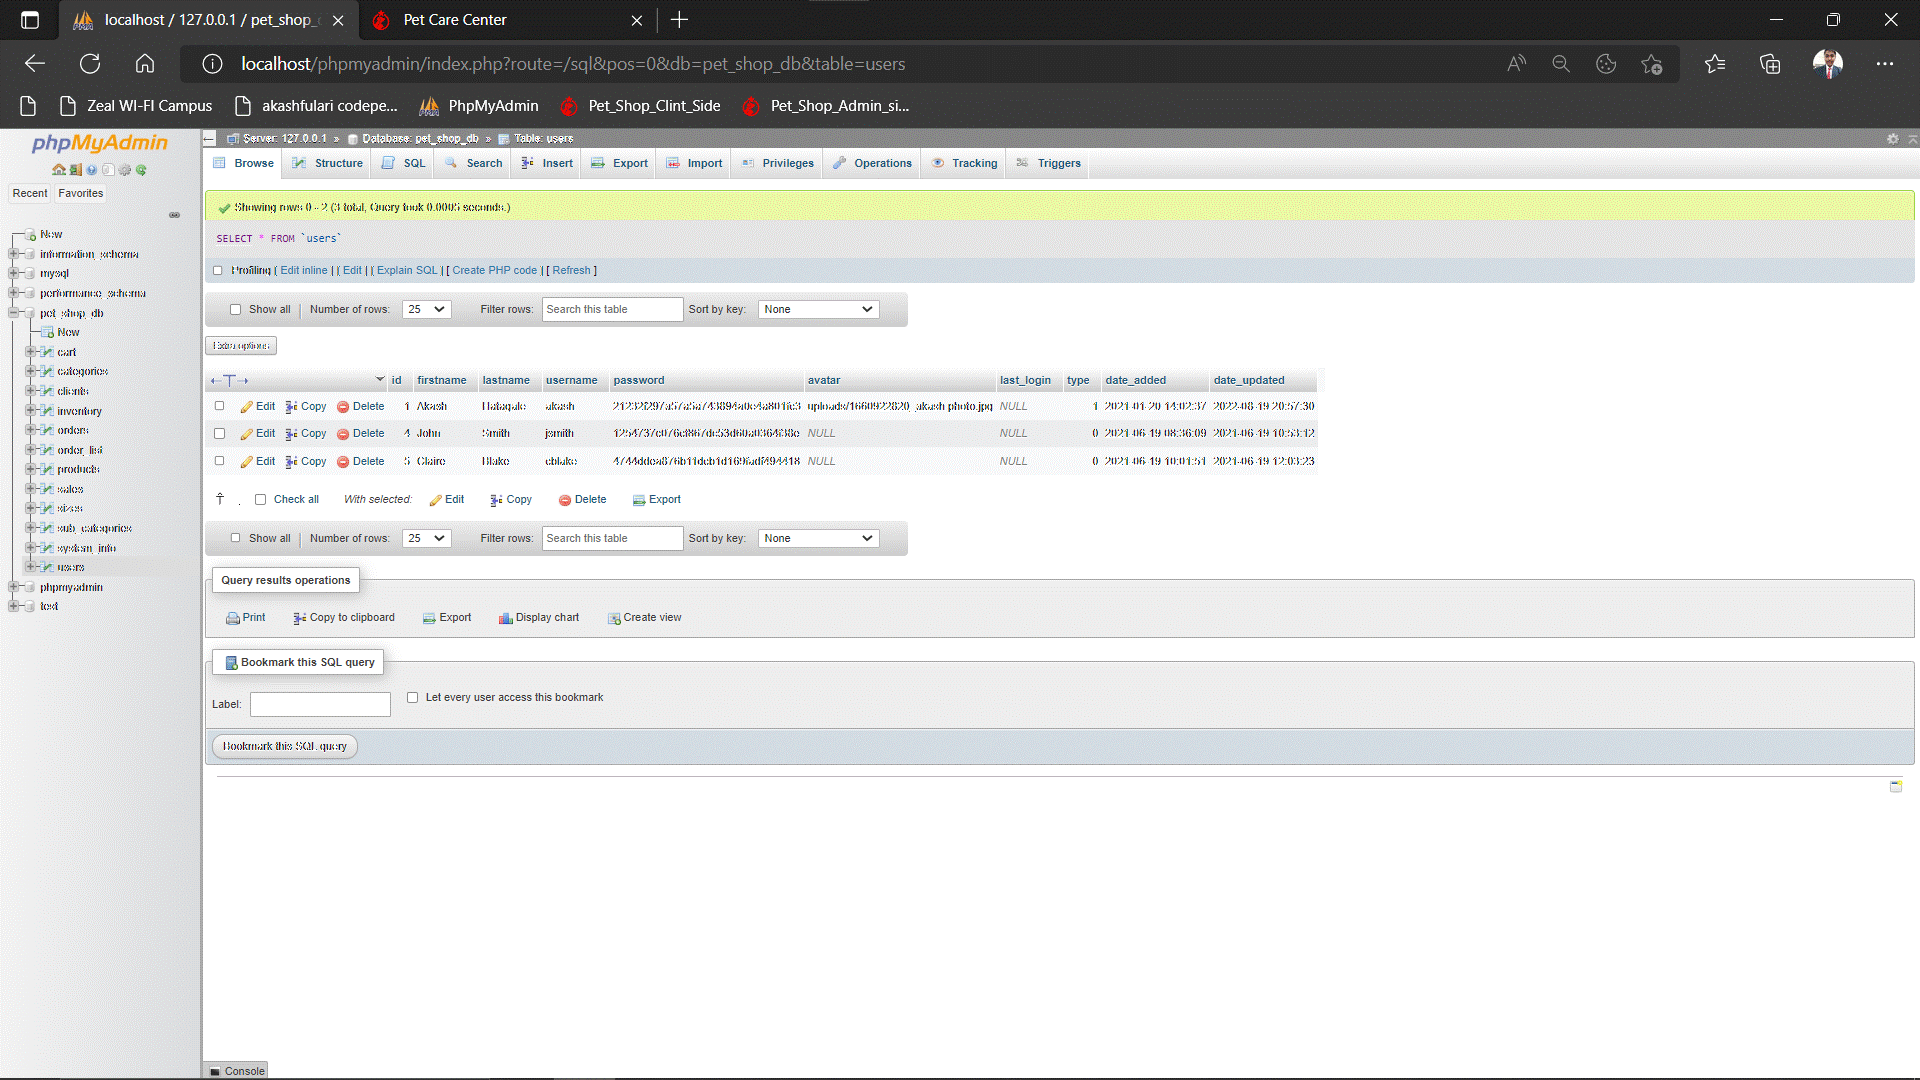 localhost / 127.0.0.1 / pet_shop_
Pet Care Center
localhost/phpmyadmin/index.php?route=/sql&pos=0&db=pet_shop_db&table=users
Zeal WI-FI Campus
akashfulari codepe...
PhpMyAdmin
Pet_Shop_Clint_Side
Pet_Shop_Admin_si...
phpMyAdmin
Recent
Favorites
New
information_schema
mysql
performance_schema
pet_shop_db
New
cart
categories
clients
inventory
orders
order_list
products
sales
sizes
sub_categories
system_info
users
phpmyadmin
test
Server: 127.0.0.1 » Database: pet_shop_db » Table: users
Browse Structure SQL Search Insert Export Import Privileges Operations Tracking Triggers
Showing rows 0 - 2 (3 total, Query took 0.0005 seconds.)
SELECT * FROM `users`
Profiling [ Edit inline ] [ Edit ] [ Explain SQL ] [ Create PHP code ] [ Refresh ]
Show all | Number of rows: 25 Filter rows: Search this table Sort by key: None
Extra options
id firstname lastname username password avatar last_login type date_added date_updated
Edit Copy Delete 1 Akash akash uploads/1660922820_akash photo.jpg NULL 1 2021-01-20 14:02:37 2022-08-19 20:57:30
Edit Copy Delete 4 John Smith jsmith NULL NULL 0 2021-06-19 08:36:09 2021-06-19 10:53:12
Edit Copy Delete 5 Claire Blake cblake NULL NULL 0 2021-06-19 10:01:51 2021-06-19 12:03:23
Check all With selected: Edit Copy Delete Export
Show all | Number of rows: 25 Filter rows: Search this table Sort by key: None
Query results operations
Print Copy to clipboard Export Display chart Create view
Bookmark this SQL query
Label: Let every user access this bookmark
Bookmark this SQL query
Console